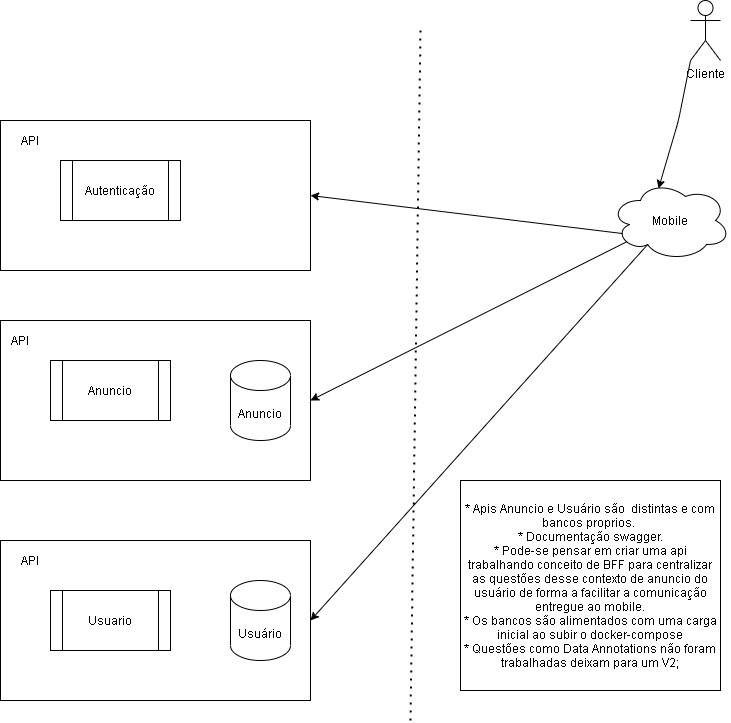 Cliente
API
Autenticação
Mobile
API
Anuncio
Anuncio
API
Usuario
Usuário
* Apis Anuncio e Usuário são  distintas e com
bancos proprios.
* Documentação swagger.
* Pode-se pensar em criar uma api
trabalhando conceito de BFF para centralizar
as questões desse contexto de anuncio do
usuário de forma a facilitar a comunicação
entregue ao mobile.
* Os bancos são alimentados com uma carga
inicial ao subir o docker-compose
* Questões como Data Annotations não foram
trabalhadas deixam para um V2;